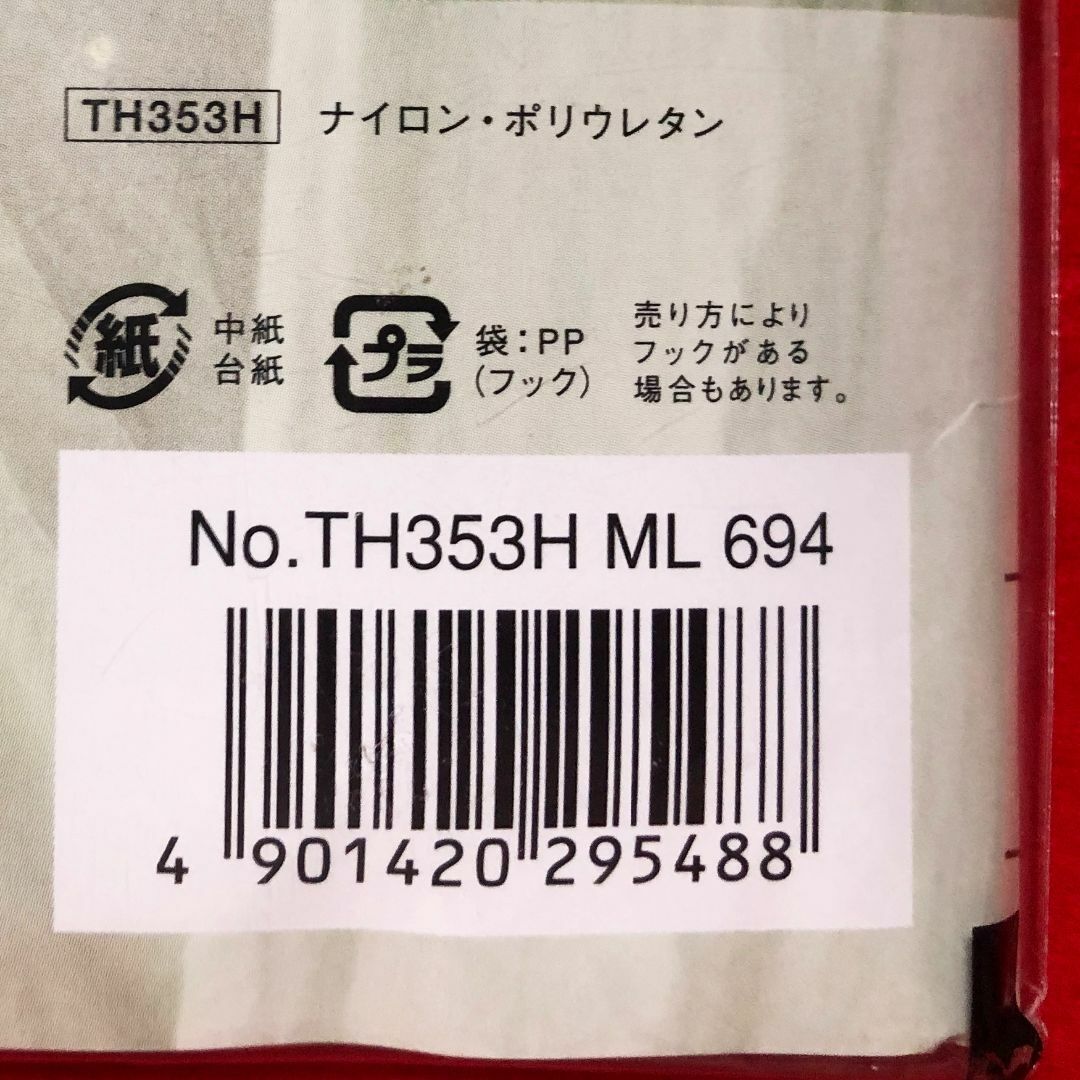 TH353H ナイロン・ポリウレタン
紙 中紙
台紙
プラ 袋：PP
（フック）
売り方により
フックがある
場合もあります。
No.TH353H ML 694
4 901420 295488